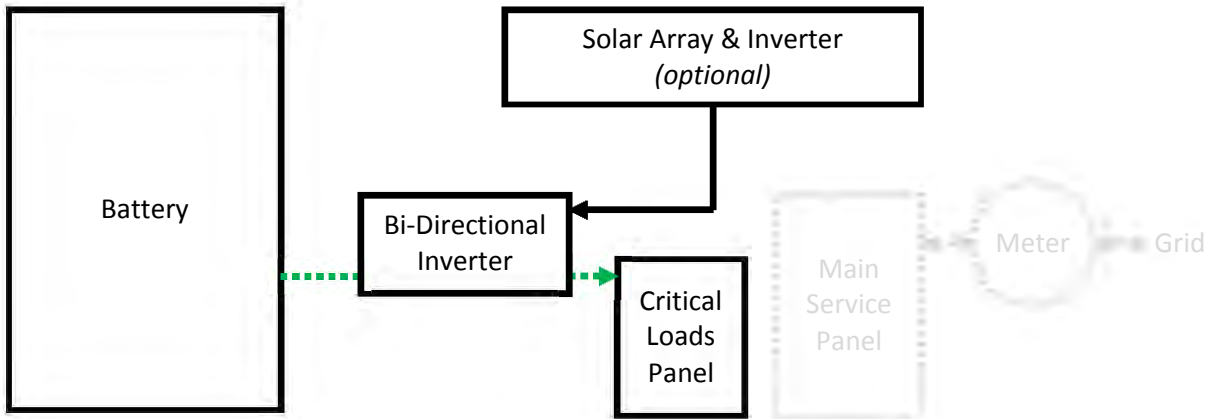 Solar Array & Inverter
(optional)
Battery
Bi-Directional
Inverter
Critical
Loads
Panel
Main
Service
Panel
Meter
Grid